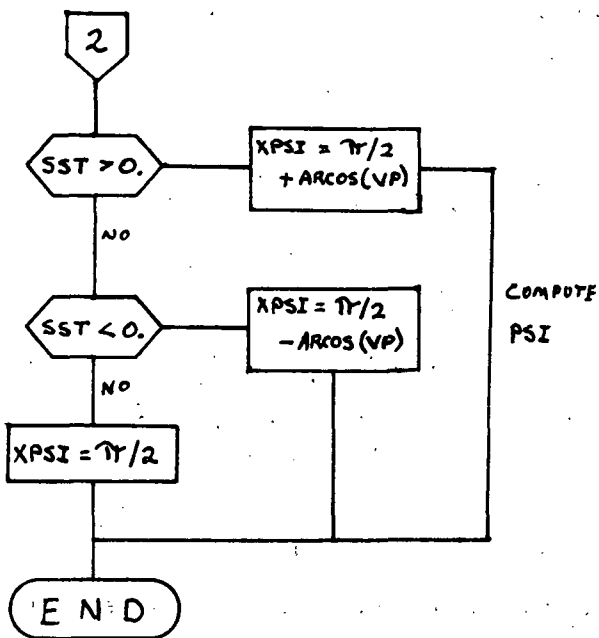 2
SST > 0.
XPSI = π/2
+ ARCOS(VP)
NO
COMPUTE
PSI
SST < 0.
XPSI = π/2
- ARCOS(VP)
NO
XPSI = π/2
END